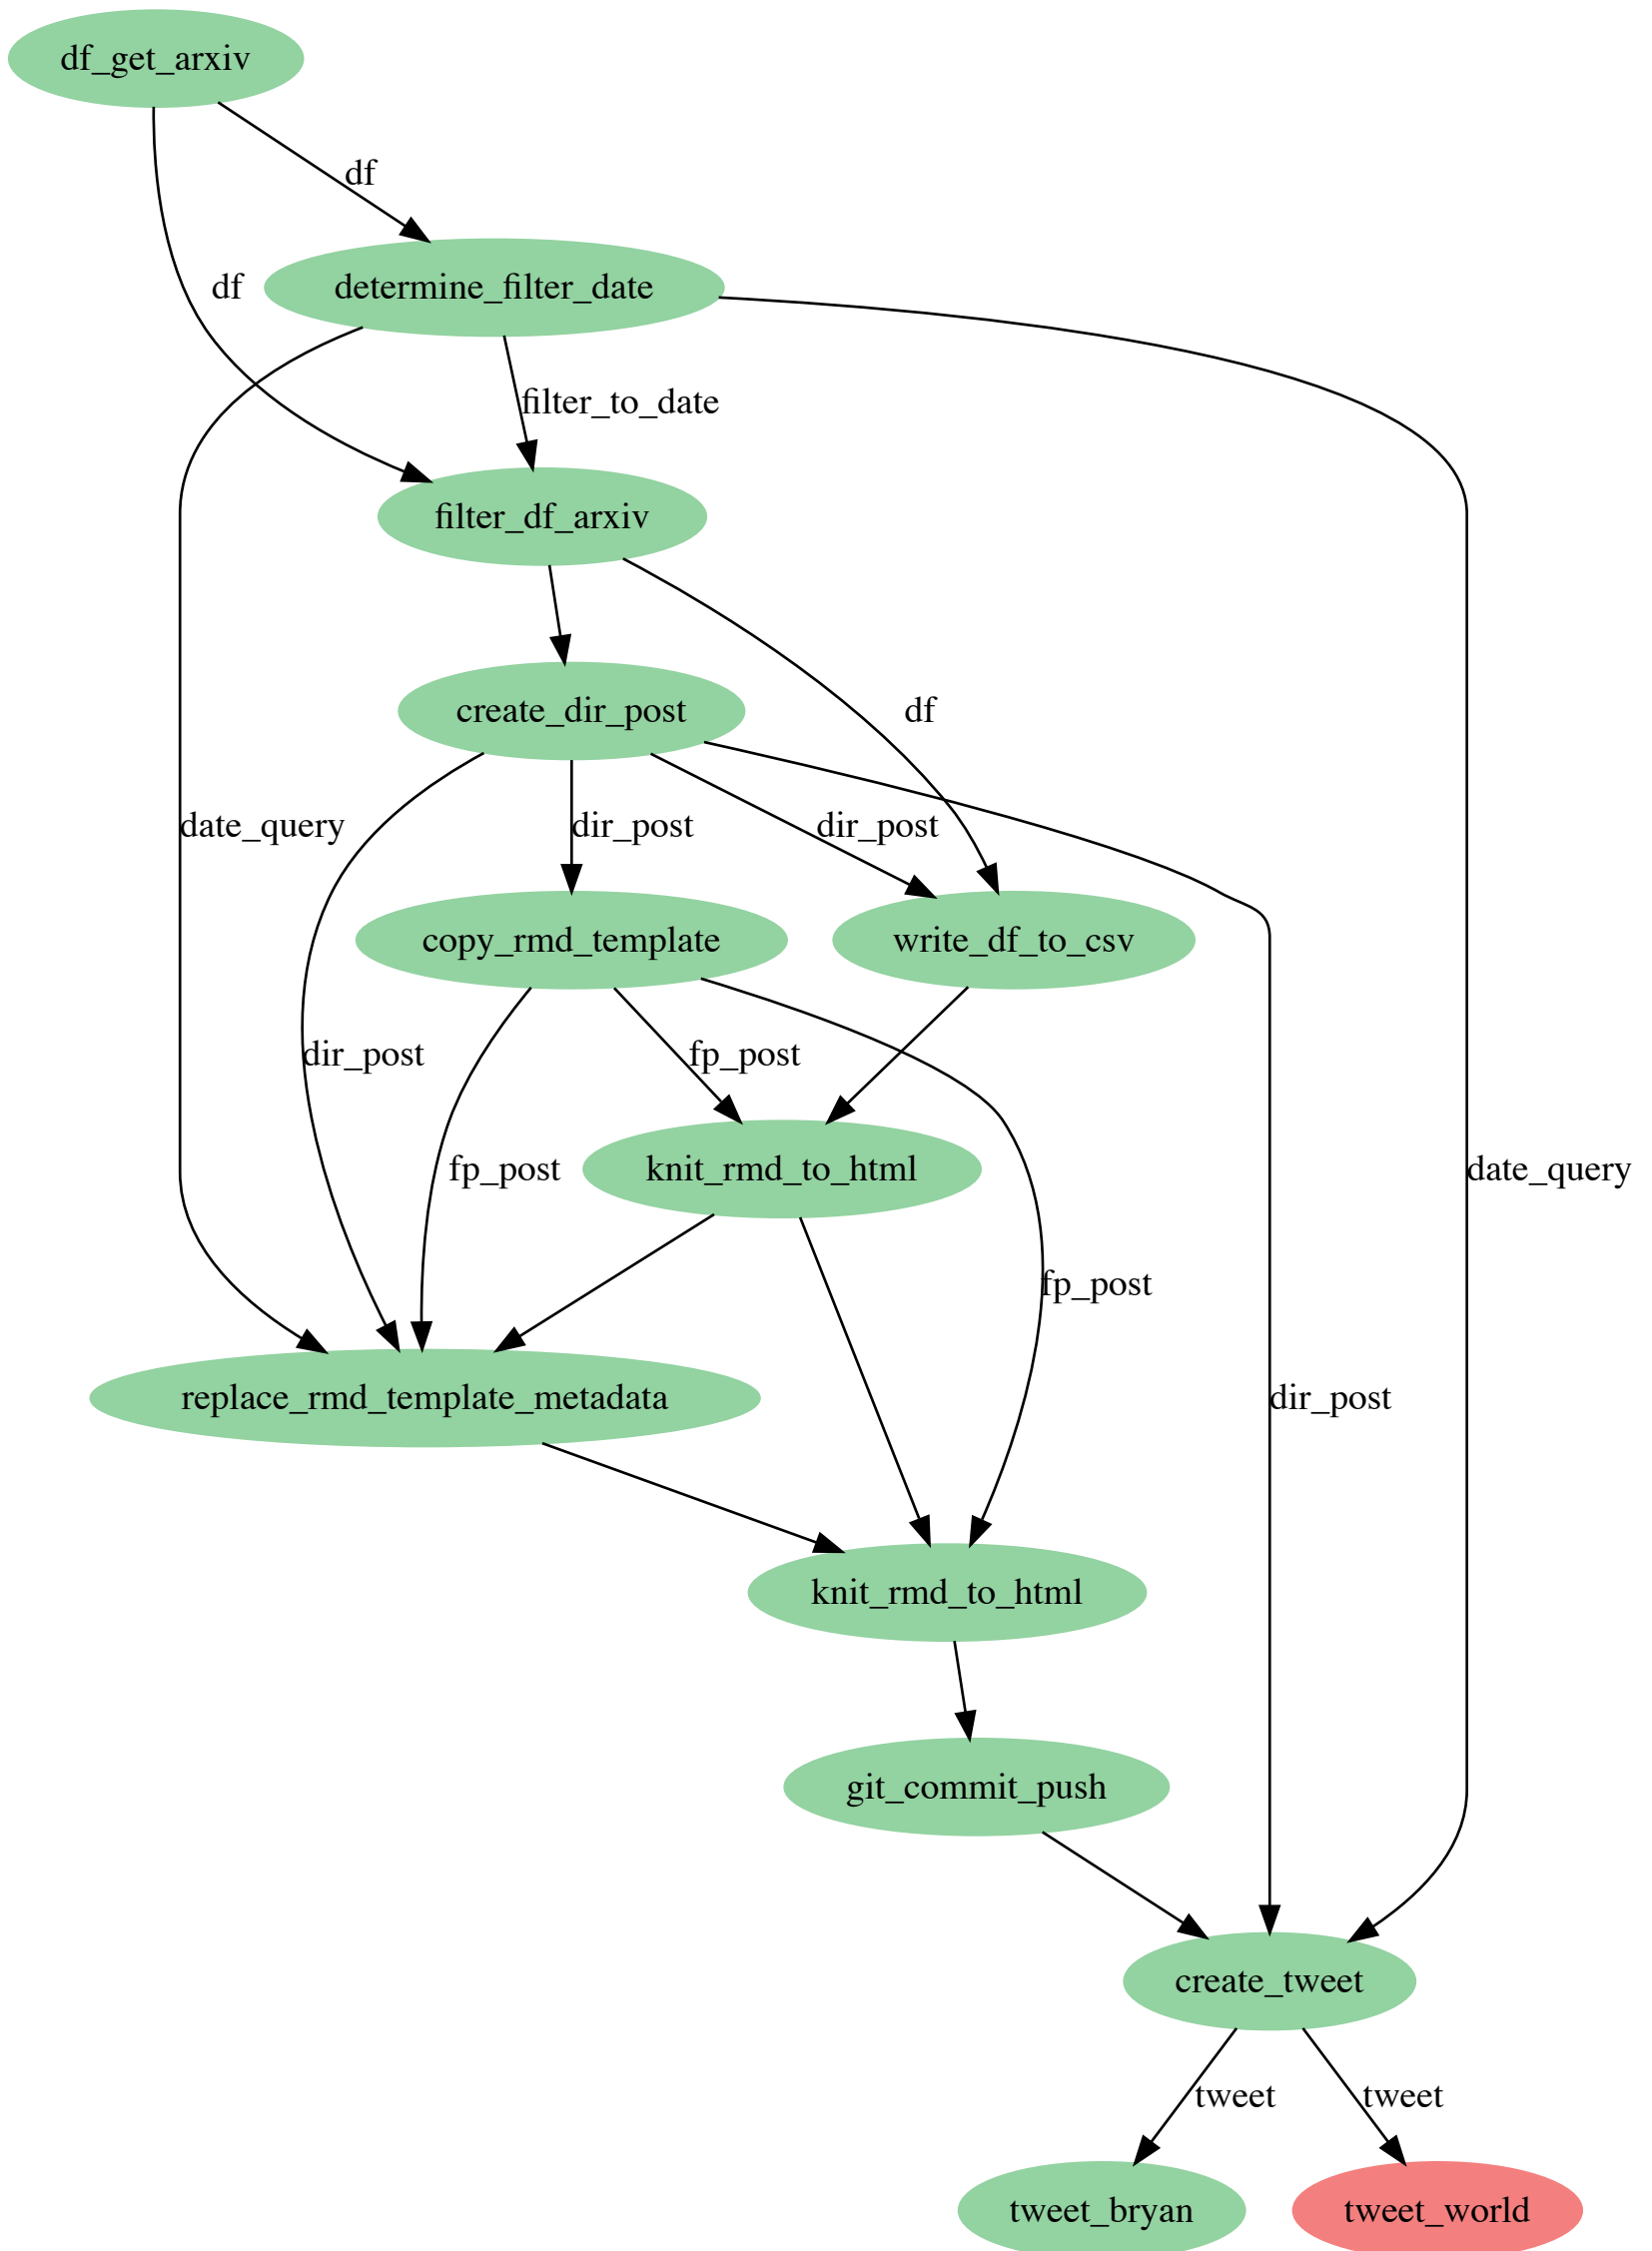 df_get_arxiv
df
determine_filter_date
df
filter_to_date
filter_df_arxiv
create_dir_post
df
date_query
dir_post
dir_post
copy_rmd_template
write_df_to_csv
dir_post
fp_post
fp_post
knit_rmd_to_html
date_query
fp_post
replace_rmd_template_metadata
dir_post
knit_rmd_to_html
git_commit_push
create_tweet
tweet
tweet
tweet_bryan
tweet_world